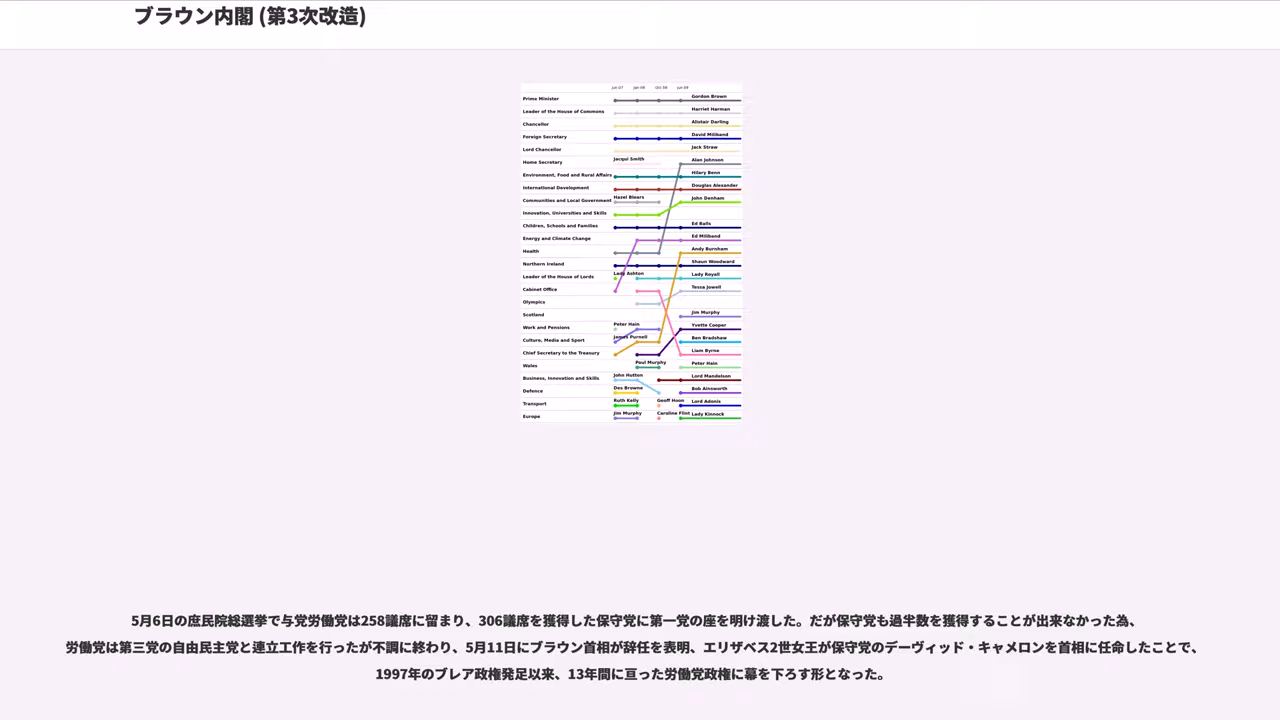 ブラウン内閣 (第3次改造)
Jul 07 Jan 08 Oct 08 Jun 09
Prime Minister Gordon Brown
Leader of the House of Commons Harriet Harman
Chancellor Alistair Darling
Foreign Secretary David Miliband
Lord Chancellor Jack Straw
Home Secretary Jacqui Smith Alan Johnson
Environment, Food and Rural Affairs Hilary Benn
International Development Douglas Alexander
Communities and Local Government Hazel Blears John Denham
Innovation, Universities and Skills
Children, Schools and Families Ed Balls
Energy and Climate Change Ed Miliband
Health Andy Burnham
Northern Ireland Shaun Woodward
Leader of the House of Lords Lady Ashton Lady Royall
Cabinet Office Tessa Jowell
Olympics
Scotland Jim Murphy
Work and Pensions Peter Hain Yvette Cooper
Culture, Media and Sport James Purnell Ben Bradshaw
Chief Secretary to the Treasury Liam Byrne
Wales Paul Murphy Peter Hain
Business, Innovation and Skills John Hutton Lord Mandelson
Defence Des Browne Bob Ainsworth
Transport Ruth Kelly Geoff Hoon Lord Adonis
Europe Jim Murphy Caroline Flint Lady Kinnock
5月6日の庶民院総選挙で与党労働党は258議席に留まり、306議席を獲得した保守党に第一党の座を明け渡した。だが保守党も過半数を獲得することが出来なかった為、
労働党は第三党の自由民主党と連立工作を行ったが不調に終わり、5月11日にブラウン首相が辞任を表明、エリザベス2世女王が保守党のデーヴィッド・キャメロンを首相に任命したことで、
1997年のブレア政権発足以来、13年間に亘った労働党政権に幕を下ろす形となった。